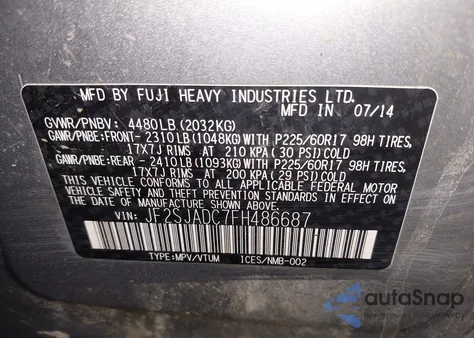 MFD BY FUJI HEAVY INDUSTRIES LTD.
MFD IN 07/14
GVWR/PNBV: 4480LB(2032KG)
GAWR/PNBE:FRONT- 2310LB(1048KG)WITH P225/60R17 98H TIRES,
17X7J RIMS AT 210 KPA(30 PSI)COLD
GAWR/PNBE:REAR - 2410LB(1093KG)WITH P225/60R17 98H TIRES,
17X7J RIMS AT 200 KPA(29 PSI)COLD
THIS VEHICLE CONFORMS TO ALL APPLICABLE FEDERAL MOTOR
VEHICLE SAFETY AND BUMPER STANDARDS IN EFFECT ON
THE DATE OF MANUFACTURE SHOWN ABOVE.
VIN: JF2SJADC7FH486687
TYPE:MPV/VTUM ICES/NMB-002
autoSnap